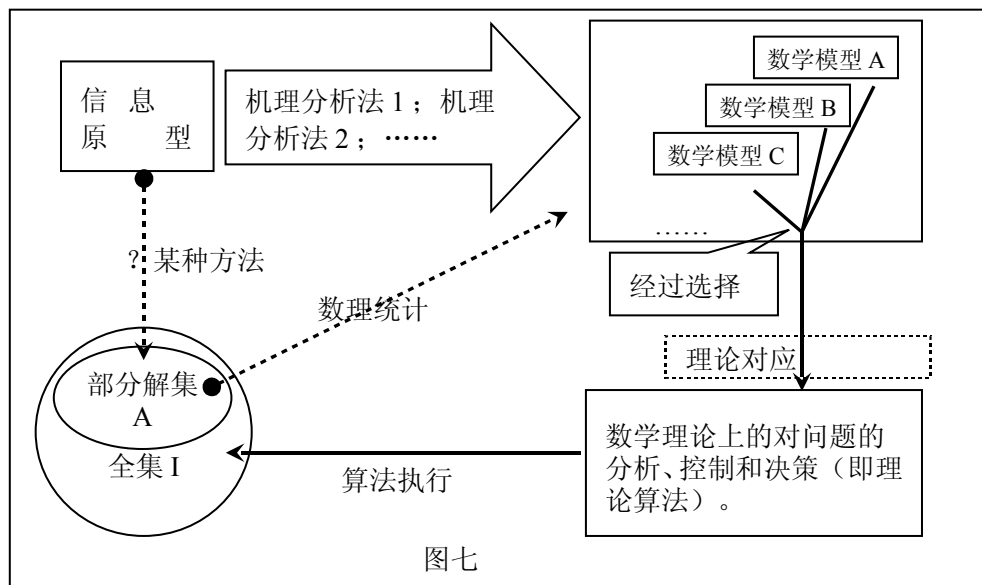 信 息
原 型
机理分析法 1；机理
分析法 2；……
数学模型 A
数学模型 B
数学模型 C
……
经过选择
？某种方法
数理统计
理论对应
部分解集
A
全集 I
算法执行
数学理论上的对问题的
分析、控制和决策（即理
论算法）。
图七